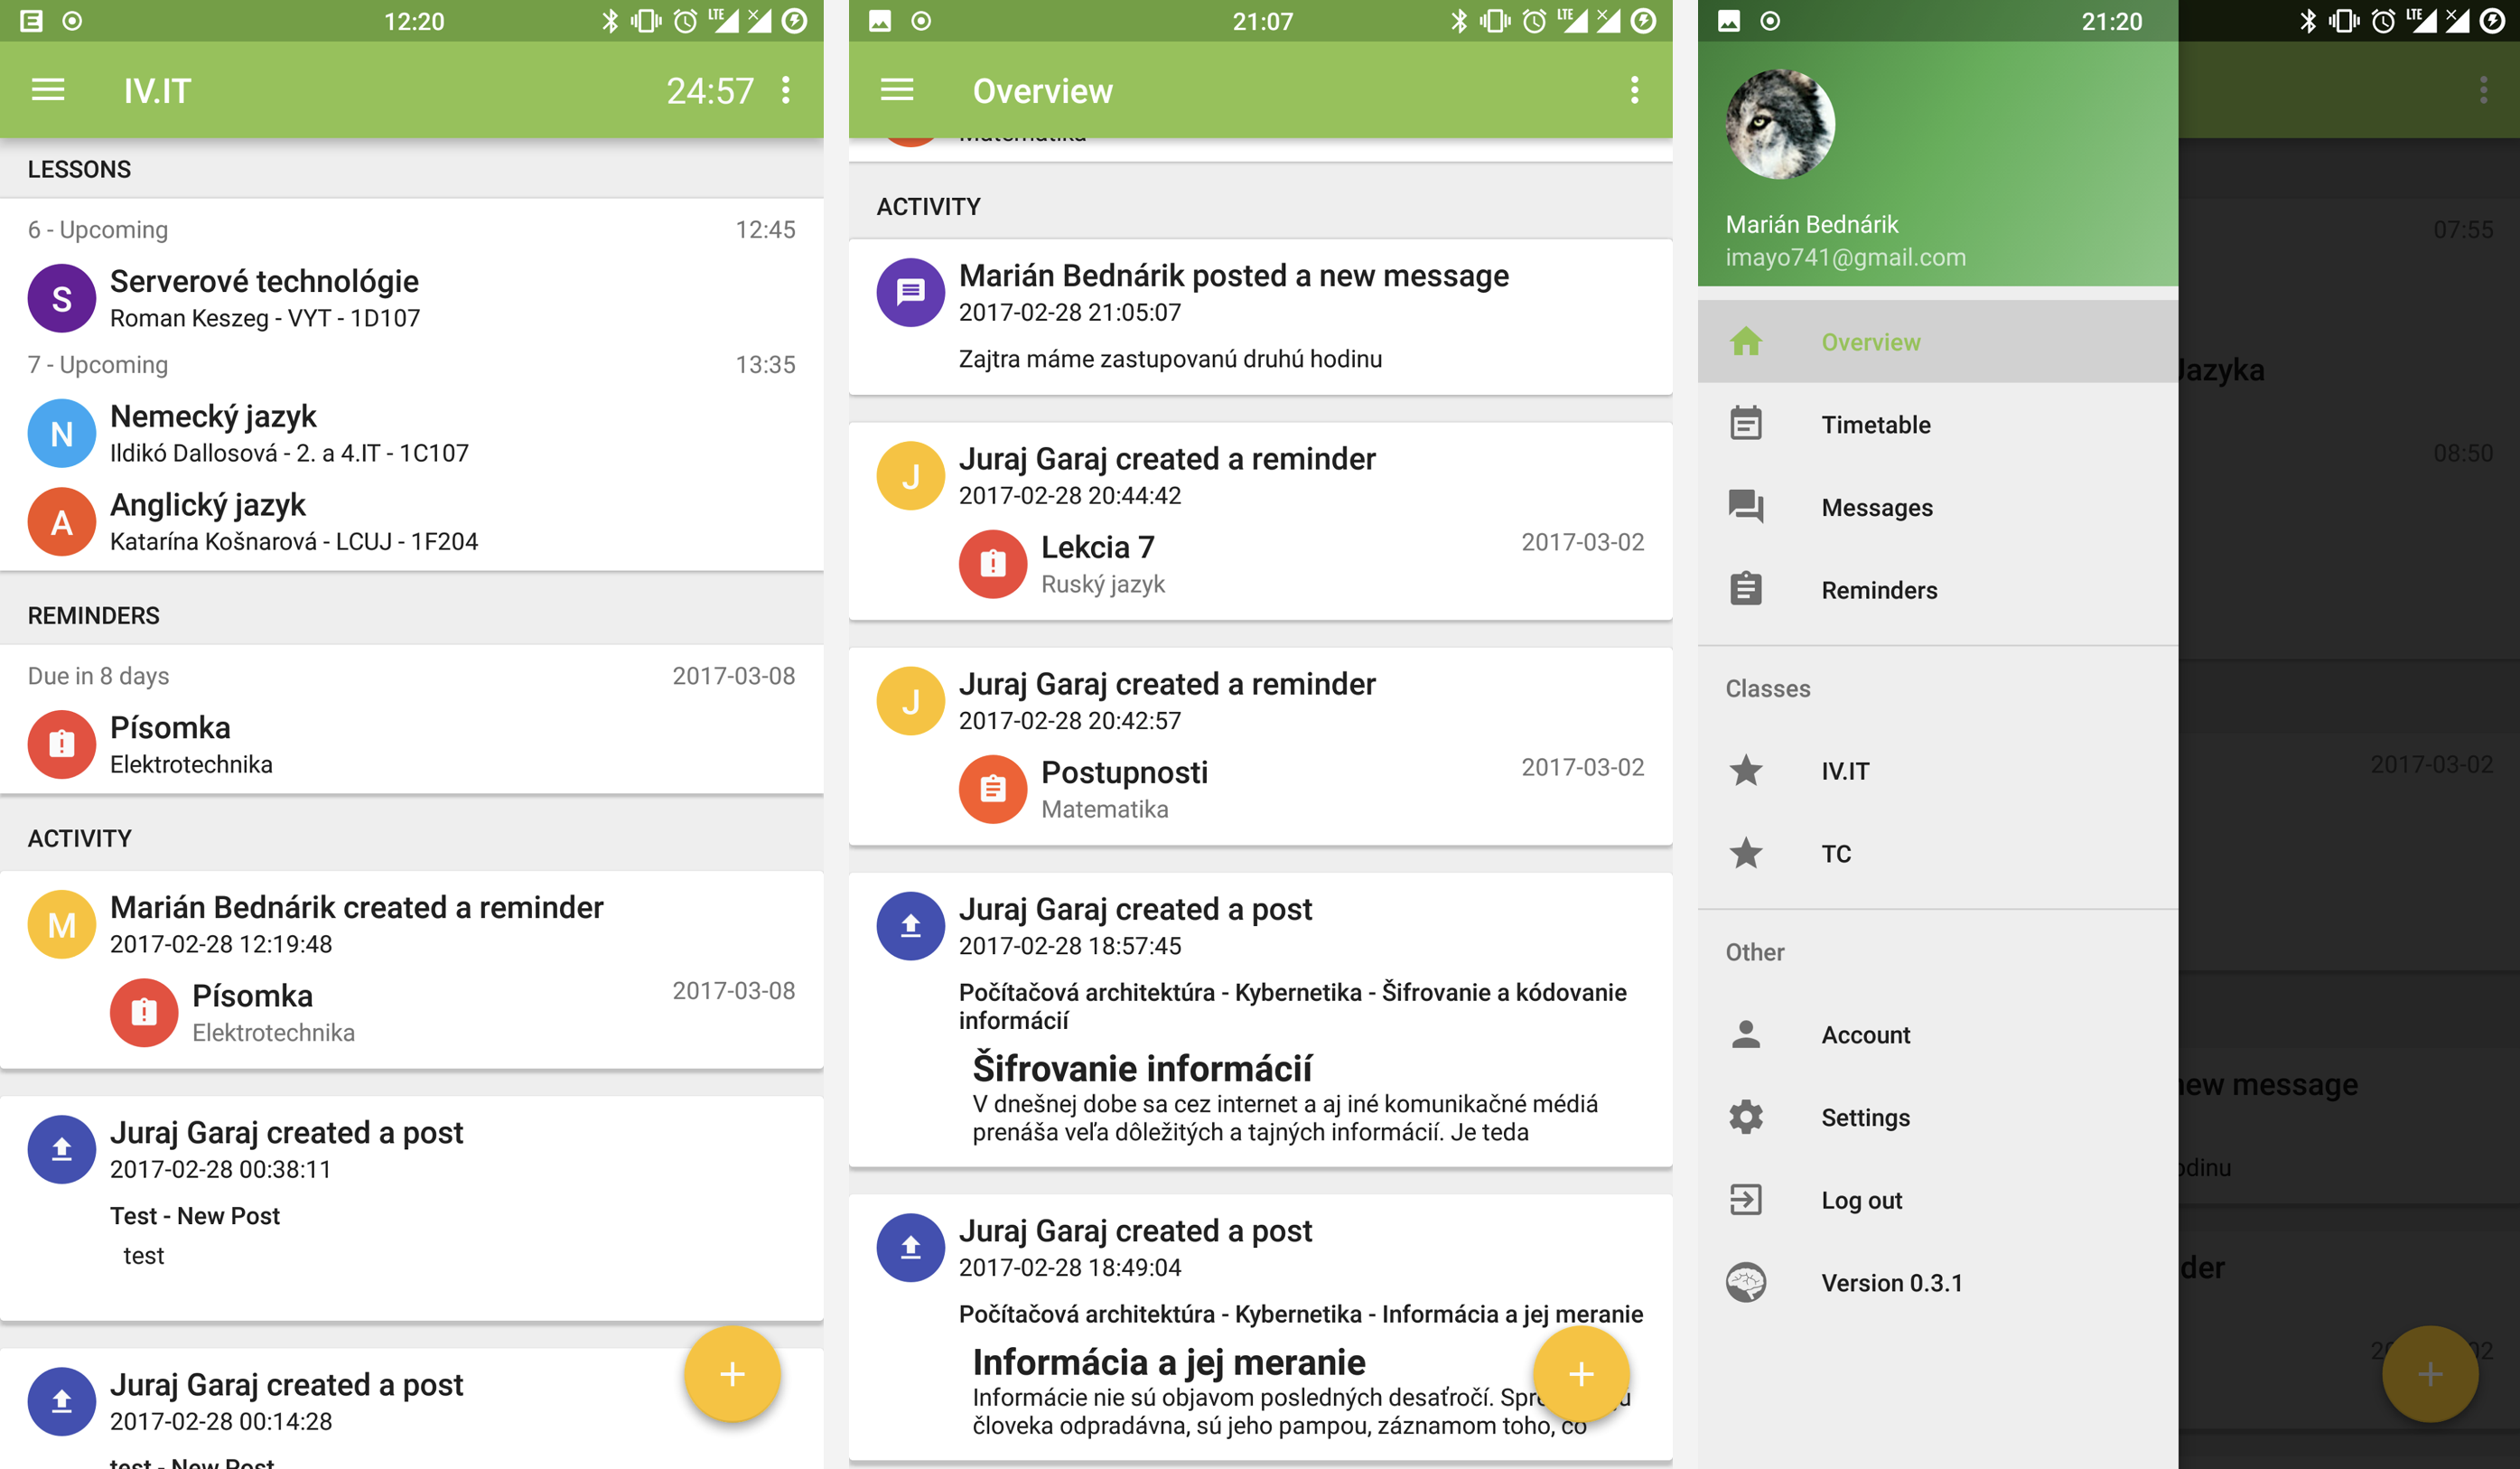 12:20
LTE
IV.IT
24:57
LESSONS
6 - Upcoming
12:45
S
Serverové technológie
Roman Keszeg - VYT - 1D107
7 - Upcoming
13:35
N
Nemecký jazyk
Ildikó Dallosová - 2. a 4.IT - 1C107
A
Anglický jazyk
Katarína Košnarová - LCUJ - 1F204
REMINDERS
Due in 8 days
2017-03-08
Písomka
Elektrotechnika
ACTIVITY
M
Marián Bednárik created a reminder
2017-02-28 12:19:48
Písomka
2017-03-08
Elektrotechnika
Juraj Garaj created a post
2017-02-28 00:38:11
Test - New Post
test
Juraj Garaj created a post
2017-02-28 00:14:28
test - New Post
21:07
LTE
Overview
Matematika
ACTIVITY
Marián Bednárik posted a new message
2017-02-28 21:05:07
Zajtra máme zastupovanú druhú hodinu
J
Juraj Garaj created a reminder
2017-02-28 20:44:42
Lekcia 7
2017-03-02
Ruský jazyk
J
Juraj Garaj created a reminder
2017-02-28 20:42:57
Postupnosti
2017-03-02
Matematika
Juraj Garaj created a post
2017-02-28 18:57:45
Počítačová architektúra - Kybernetika - Šifrovanie a kódovanie
informácií
Šifrovanie informácií
V dnešnej dobe sa cez internet a aj iné komunikačné médiá
prenáša veľa dôležitých a tajných informácií. Je teda
Juraj Garaj created a post
2017-02-28 18:49:04
Počítačová architektúra - Kybernetika - Informácia a jej meranie
Informácia a jej meranie
Informácie nie sú objavom posledných desaťročí.
človeka odpradávna, sú jeho pampou, záznamom toho, čo
21:20
LTE
Marián Bednárik
imayo741@gmail.com
Overview
Timetable
Messages
Reminders
Classes
IV.IT
TC
Other
Account
Settings
Log out
Version 0.3.1
07:55
Jazyka
08:50
2017-03-02
new message
odinu
der